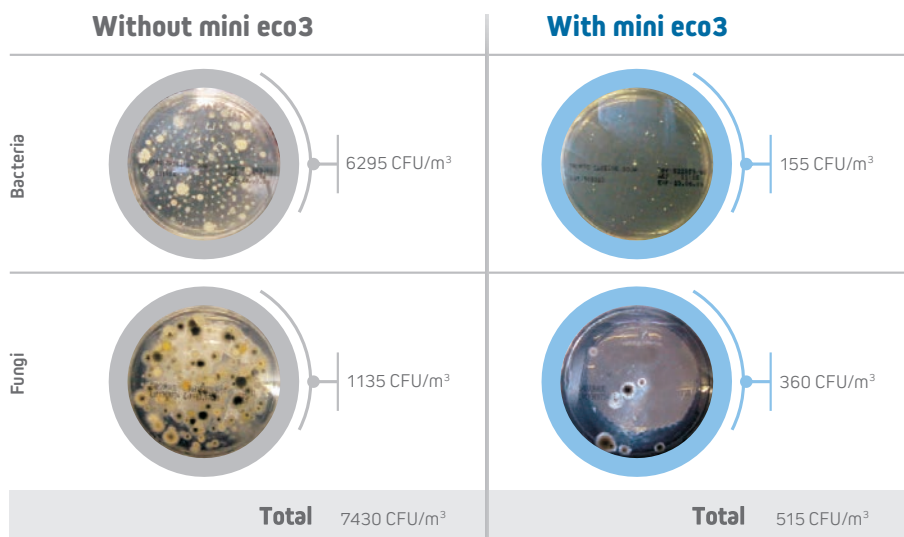 Without mini eco3
With mini eco3
Bacteria
6295 CFU/m³
155 CFU/m³
Fungi
1135 CFU/m³
360 CFU/m³
Total 7430 CFU/m³
Total 515 CFU/m³